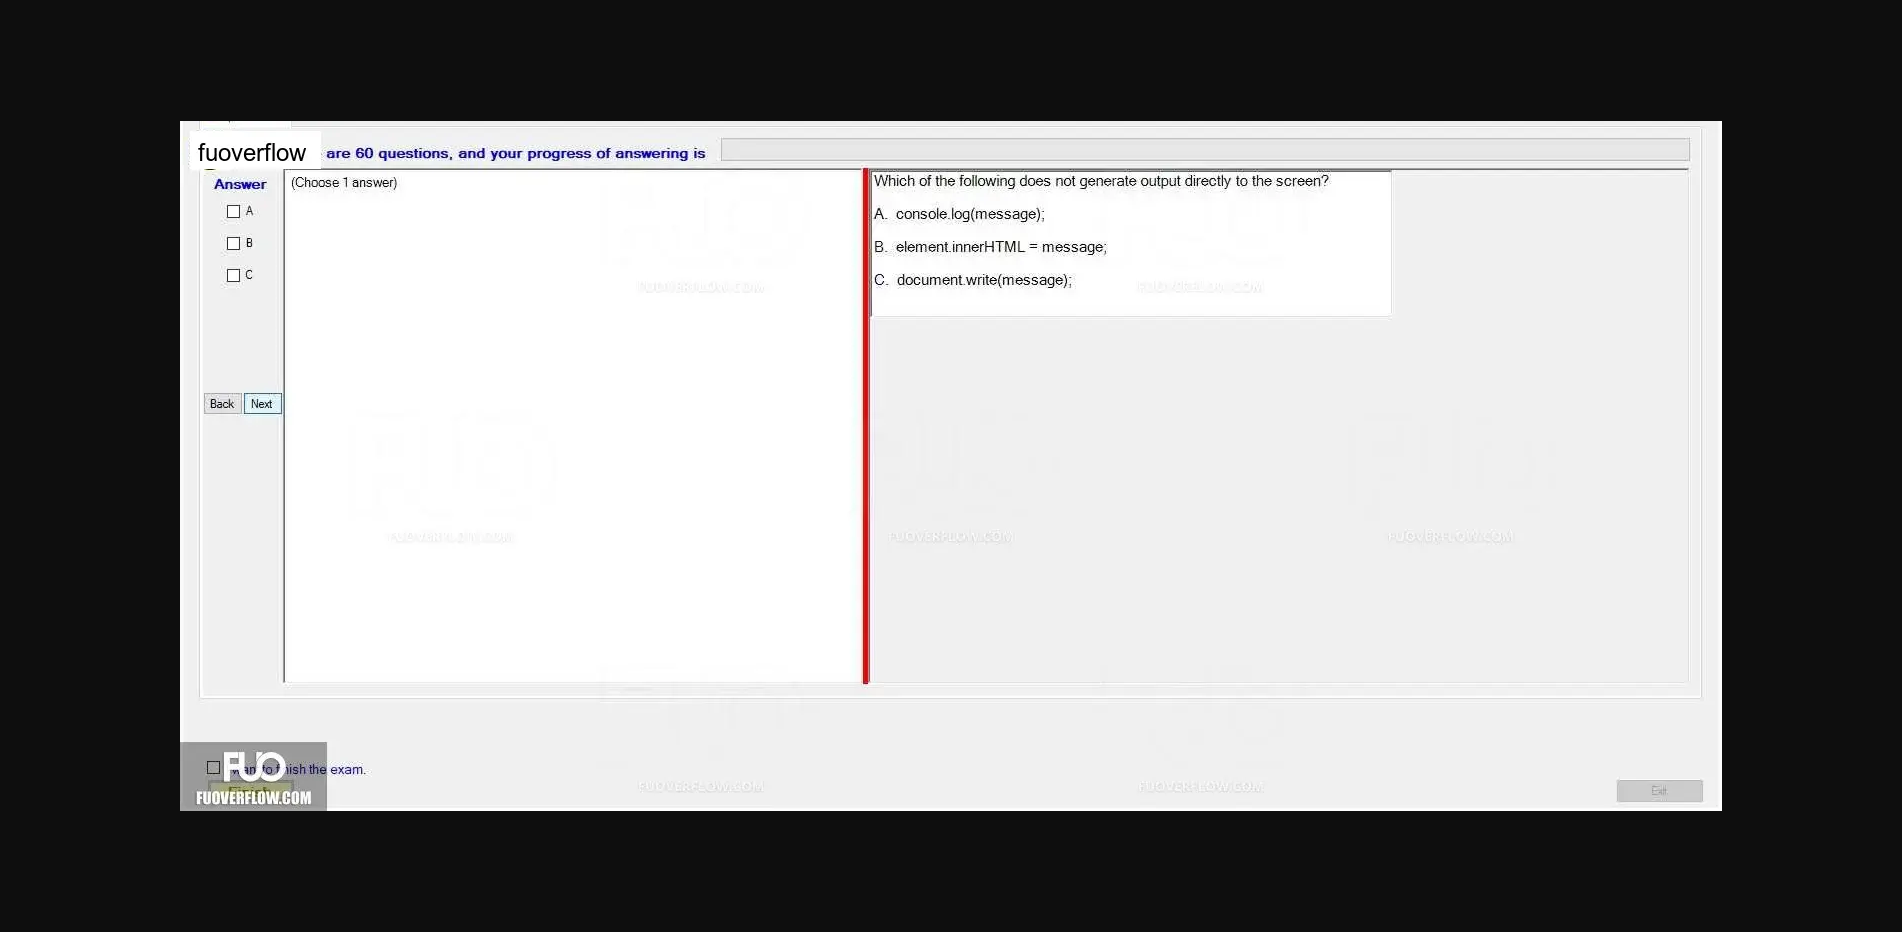 fuoverflow are 60 questions, and your progress of answering is
Answer
(Choose 1 answer)
A
B
C
Back Next
Which of the following does not generate output directly to the screen?
A. console.log(message);
B. element.innerHTML = message;
C. document.write(message);
FUOVERFLOW.COM
FUOVERFLOW.COM
FUOVERFLOW.COM
FUOVERFLOW.COM
FUOVERFLOW.COM
FUO
want to finish the exam.
Finish
FUOVERFLOW.COM
FUOVERFLOW.COM
FUOVERFLOW.COM
Exit